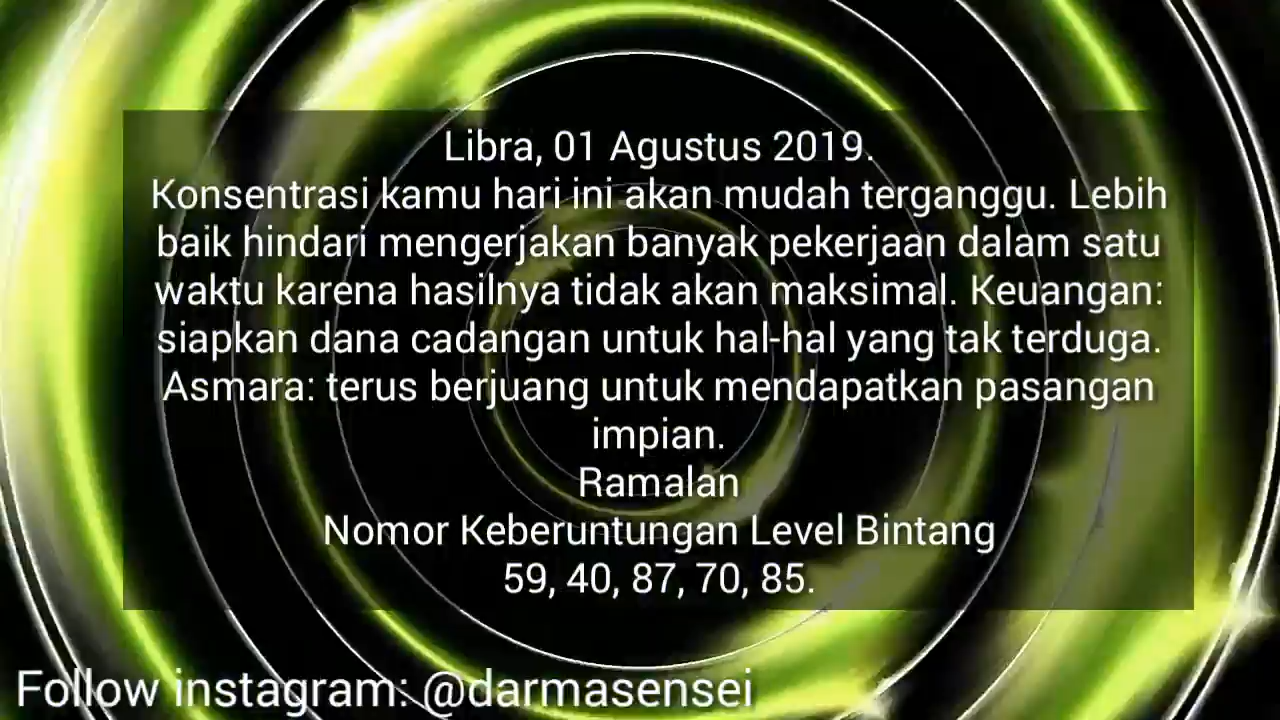 Libra, 01 Agustus 2019.
Konsentrasi kamu hari ini akan mudah terganggu. Lebih
baik hindari mengerjakan banyak pekerjaan dalam satu
waktu karena hasilnya tidak akan maksimal. Keuangan:
siapkan dana cadangan untuk hal-hal yang tak terduga.
Asmara: terus berjuang untuk mendapatkan pasangan
impian.
Ramalan
Nomor Keberuntungan Level Bintang
59, 40, 87, 70, 85.
Follow instagram: @darmasensei